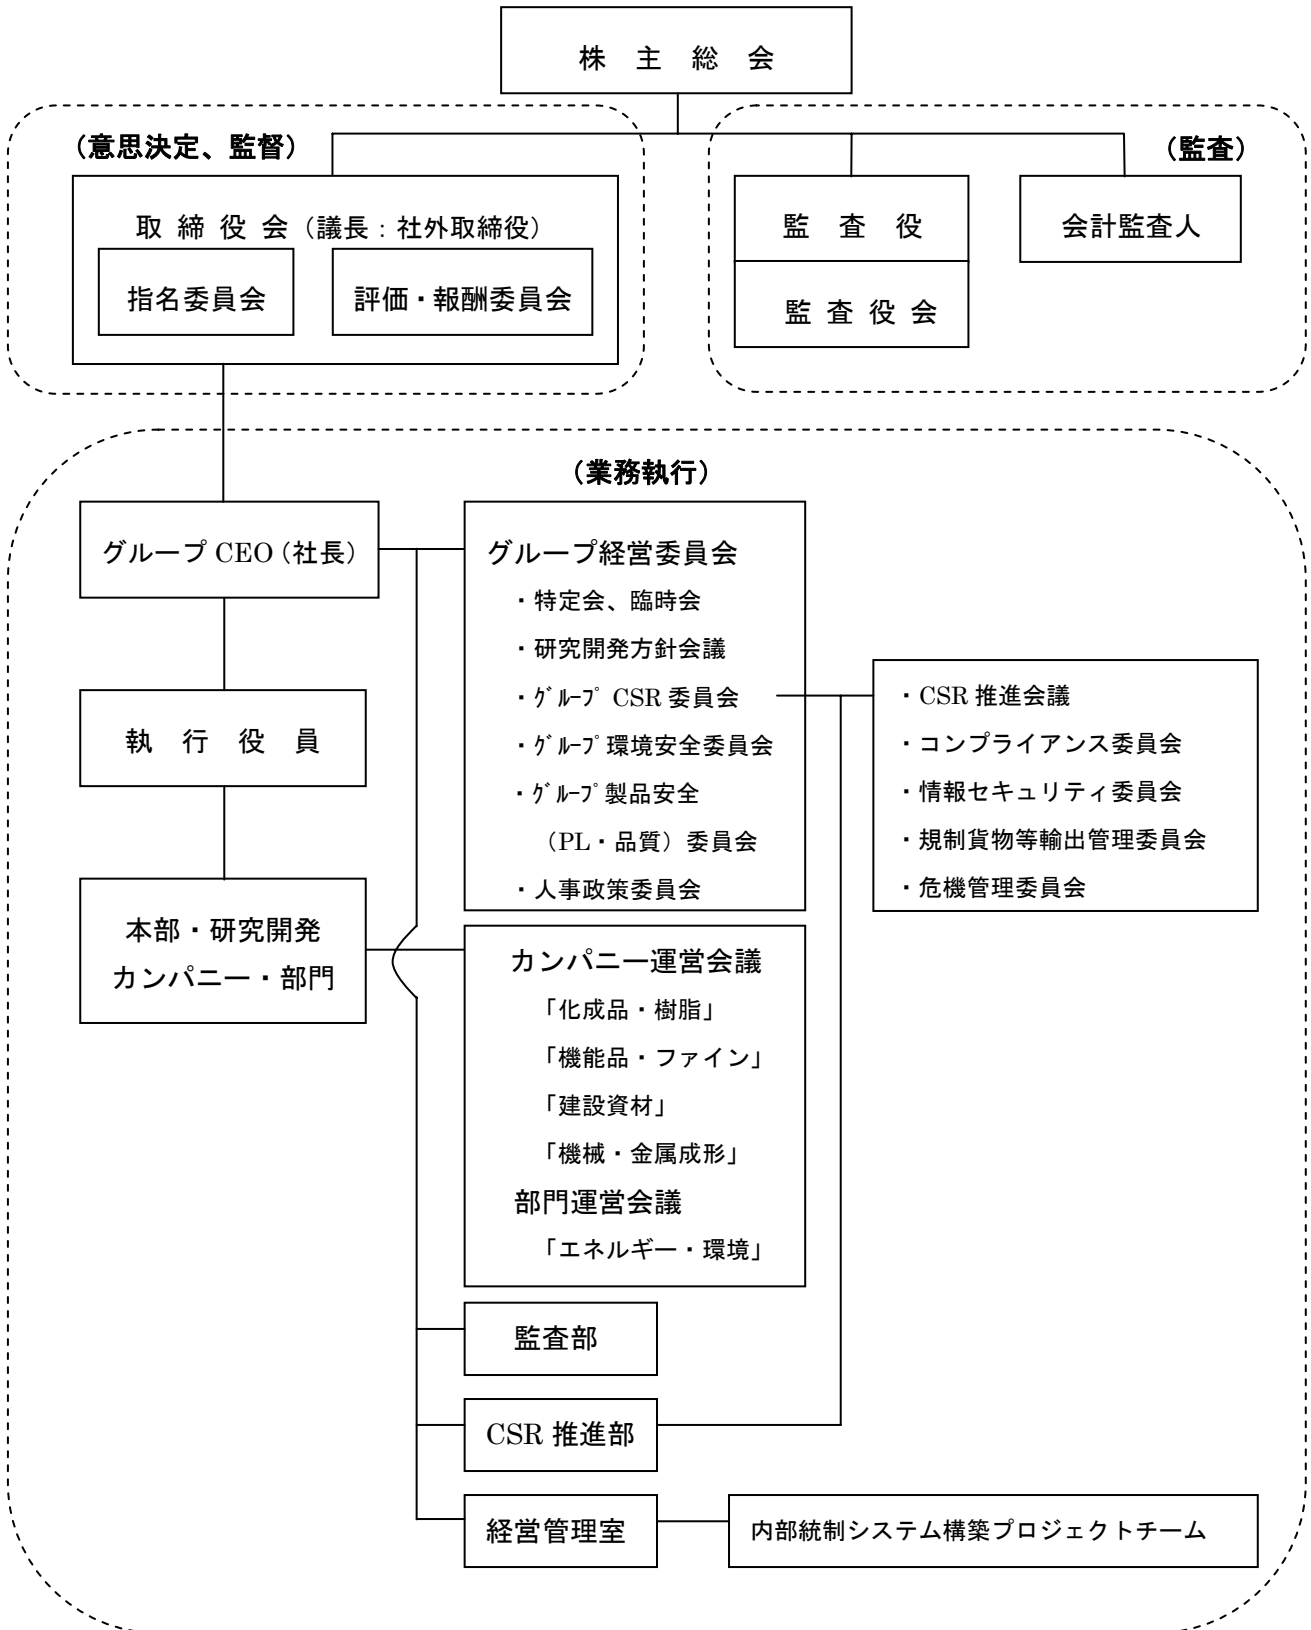 株 主 総 会
（意思決定、監督）
取 締 役 会（議長：社外取締役）
指名委員会
評価・報酬委員会
（監査）
監 査 役
監 査 役 会
会計監査人
（業務執行）
グループ CEO（社長）
執 行 役 員
本部・研究開発
カンパニー・部門
グループ経営委員会
・特定会、臨時会
・研究開発方針会議
・ｸﾞﾙｰﾌﾟ CSR 委員会
・ｸﾞﾙｰﾌﾟ環境安全委員会
・ｸﾞﾙｰﾌﾟ製品安全
（PL・品質）委員会
・人事政策委員会
・CSR 推進会議
・コンプライアンス委員会
・情報セキュリティ委員会
・規制貨物等輸出管理委員会
・危機管理委員会
カンパニー運営会議
「化成品・樹脂」
「機能品・ファイン」
「建設資材」
「機械・金属成形」
部門運営会議
「エネルギー・環境」
監査部
CSR 推進部
経営管理室
内部統制システム構築プロジェクトチーム